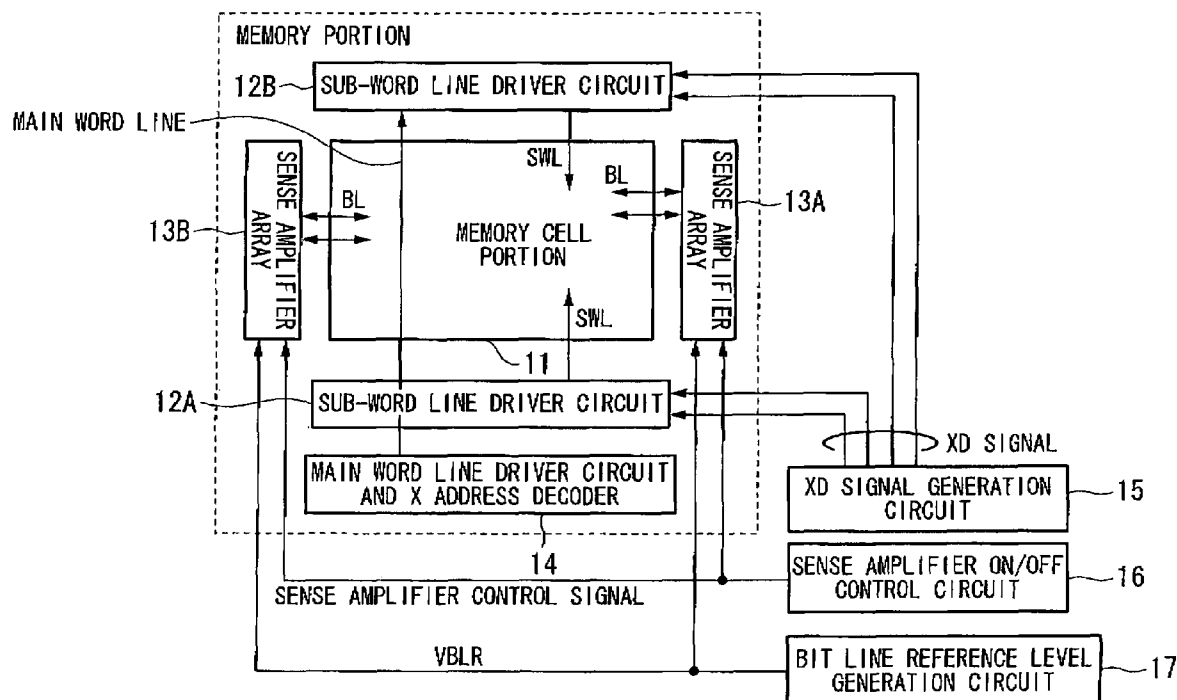 MEMORY PORTION
12B
SUB-WORD LINE DRIVER CIRCUIT
MAIN WORD LINE
SENSE AMPLIFIER
ARRAY
13B
BL
SWL
BL
MEMORY CELL
PORTION
SENSE AMPLIFIER
ARRAY
13A
SWL
11
12A
SUB-WORD LINE DRIVER CIRCUIT
MAIN WORD LINE DRIVER CIRCUIT
AND X ADDRESS DECODER
14
XD SIGNAL
XD SIGNAL GENERATION
CIRCUIT
15
SENSE AMPLIFIER ON/OFF
CONTROL CIRCUIT
16
SENSE AMPLIFIER CONTROL SIGNAL
VBLR
BIT LINE REFERENCE LEVEL
GENERATION CIRCUIT
17